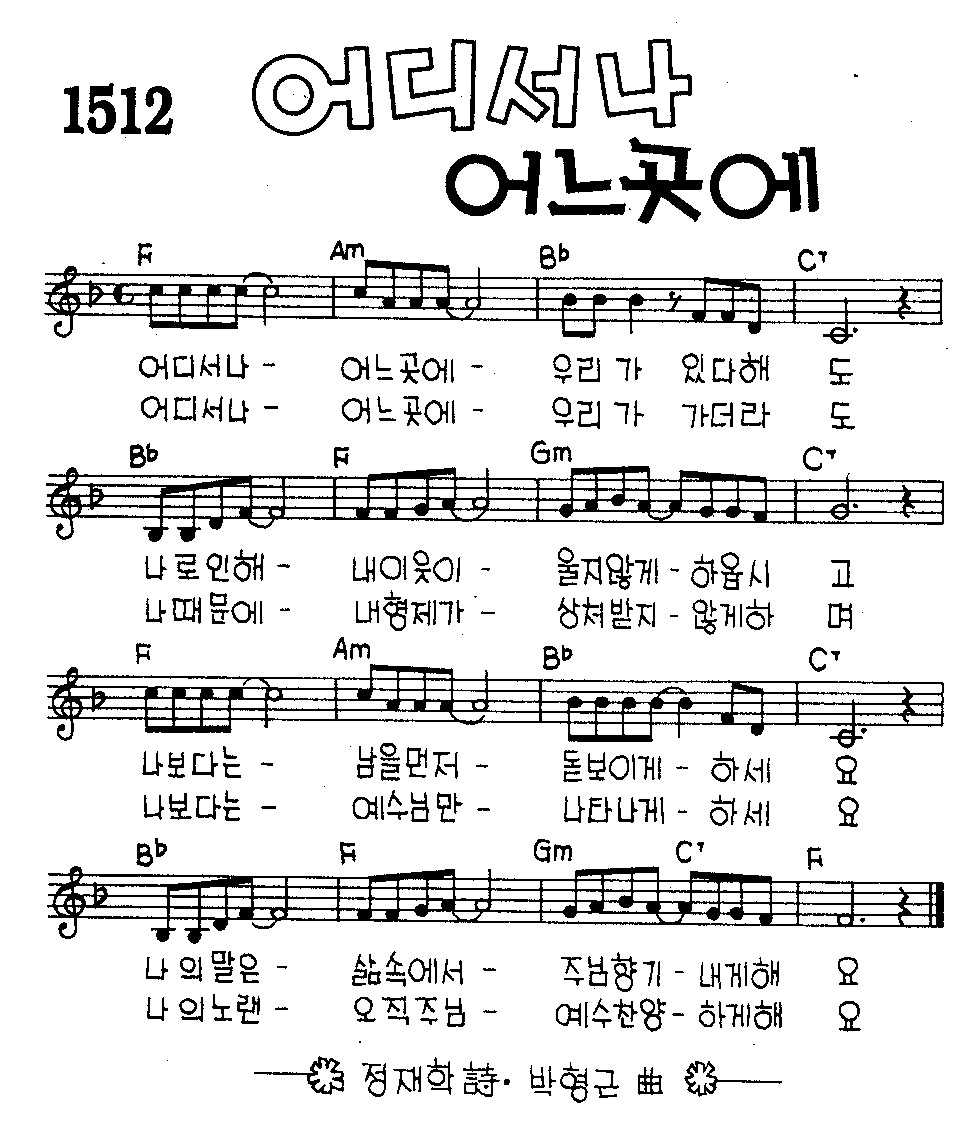 1512
어디서나
어느곳에
F Am B♭ C7
어디서나 - 어느곳에 - 우리가 있다해 도
어디서나 - 어느곳에 - 우리가 가더라 도
B♭ F Gm C7
나로인해 - 내이웃이 - 울지않게 - 하옵시 고
나때문에 - 내형제가 - 상처받지 - 않게하 며
F Am B♭ C7
나보다는 - 남을먼저 - 돋보이게 - 하세 요
나보다는 - 예수님만 - 나타나게 - 하세 요
B♭ F Gm C7 F
나의말은 - 삶속에서 - 주님향기 - 내게해 요
나의노랜 - 오직주님 - 예수찬양 - 하게해 요
정재학 詩· 박형근 曲